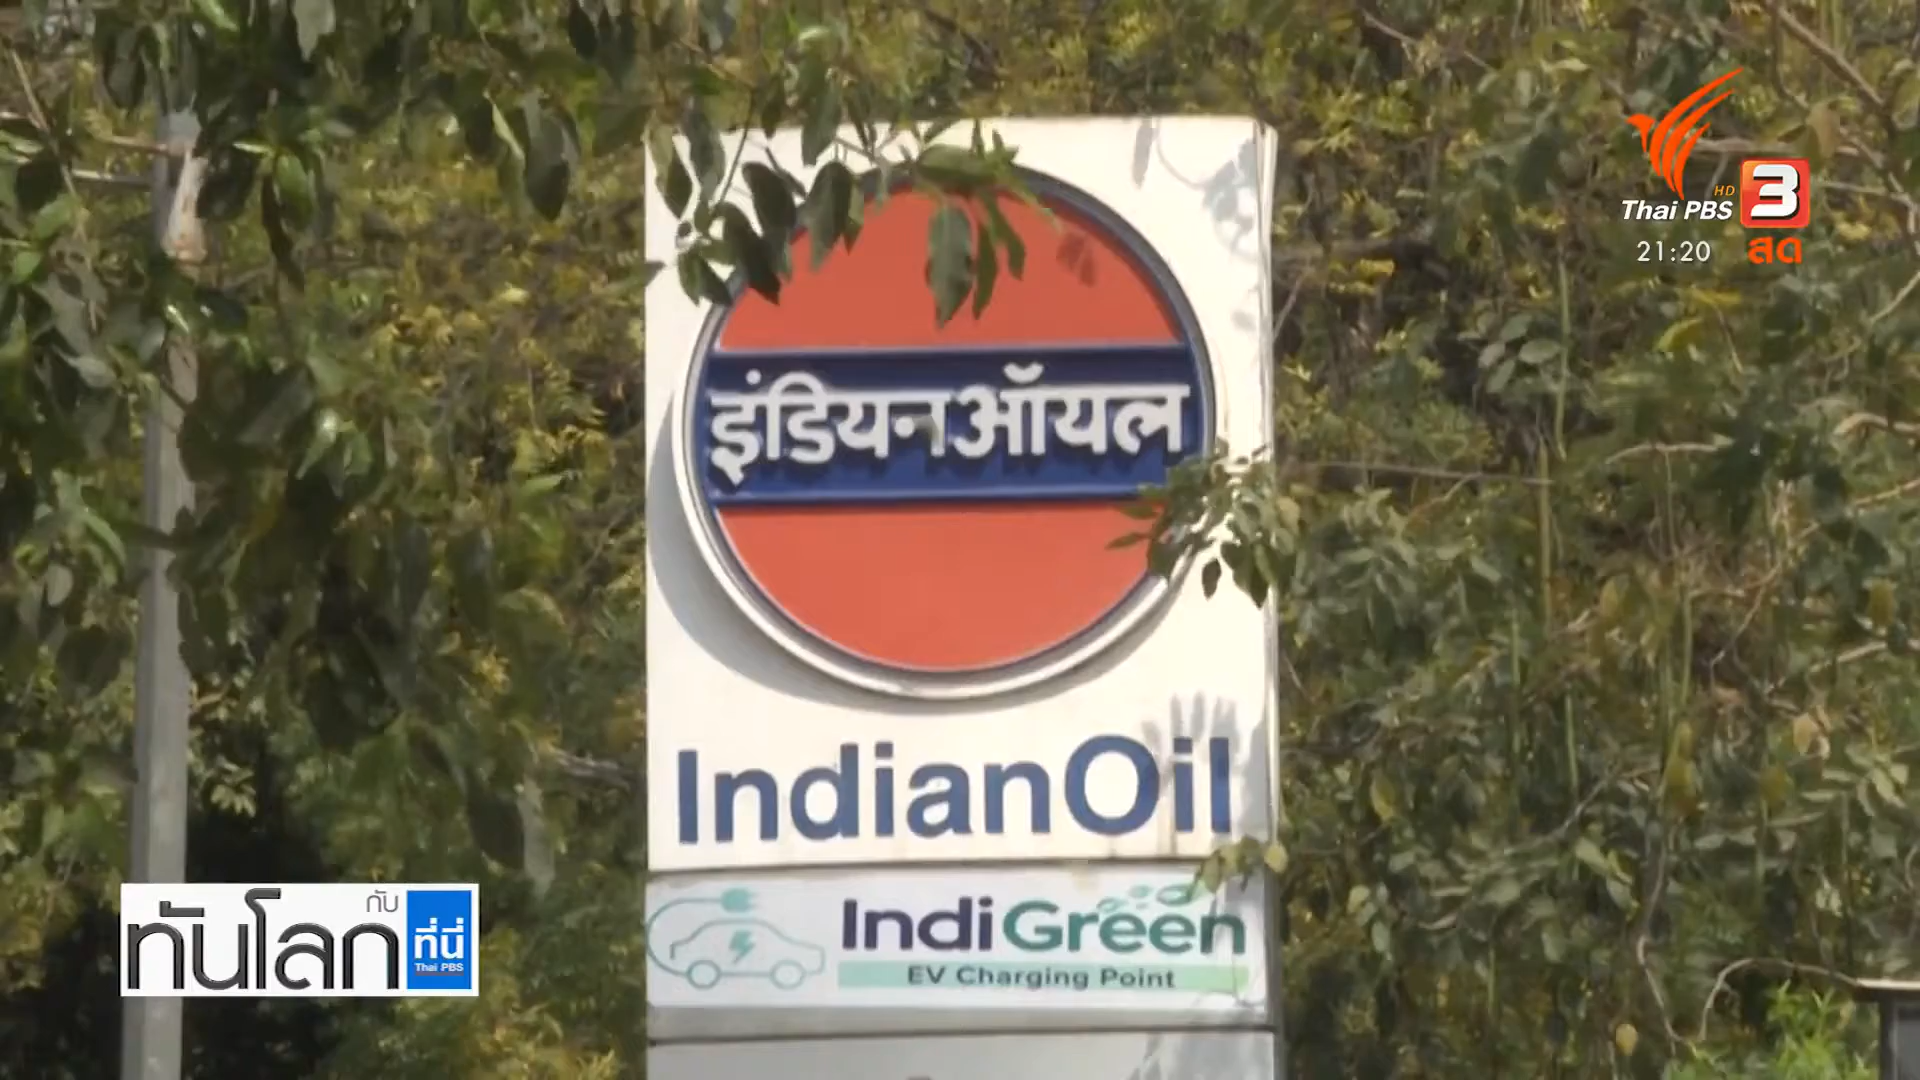 Thai PBS HD 3
21:20 สด
इंडियनऑयल
IndianOil
IndiGreen
EV Charging Point
ทันโลก กับ ที่นี่ Thai PBS